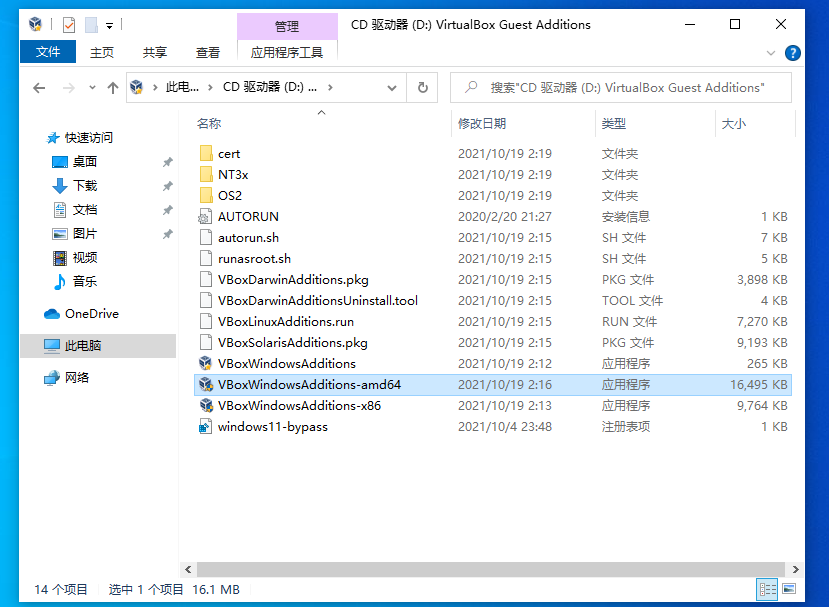 管理
CD 驱动器 (D:) VirtualBox Guest Additions
文件 主页 共享 查看 应用程序工具
此电... CD 驱动器 (D:) ... 搜索"CD 驱动器 (D:) VirtualBox Guest Additions"
名称 修改日期 类型 大小
快速访问
桌面
下载
文档
图片
视频
音乐
OneDrive
此电脑
网络
cert 2021/10/19 2:19 文件夹
NT3x 2021/10/19 2:19 文件夹
OS2 2021/10/19 2:19 文件夹
AUTORUN 2020/2/20 21:27 安装信息 1 KB
autorun.sh 2021/10/19 2:15 SH 文件 7 KB
runasroot.sh 2021/10/19 2:15 SH 文件 5 KB
VBoxDarwinAdditions.pkg 2021/10/19 2:15 PKG 文件 3,898 KB
VBoxDarwinAdditionsUninstall.tool 2021/10/19 2:15 TOOL 文件 4 KB
VBoxLinuxAdditions.run 2021/10/19 2:15 RUN 文件 7,270 KB
VBoxSolarisAdditions.pkg 2021/10/19 2:15 PKG 文件 9,193 KB
VBoxWindowsAdditions 2021/10/19 2:12 应用程序 265 KB
VBoxWindowsAdditions-amd64 2021/10/19 2:16 应用程序 16,495 KB
VBoxWindowsAdditions-x86 2021/10/19 2:13 应用程序 9,764 KB
windows11-bypass 2021/10/4 23:48 注册表项 1 KB
14 个项目 选中 1 个项目 16.1 MB